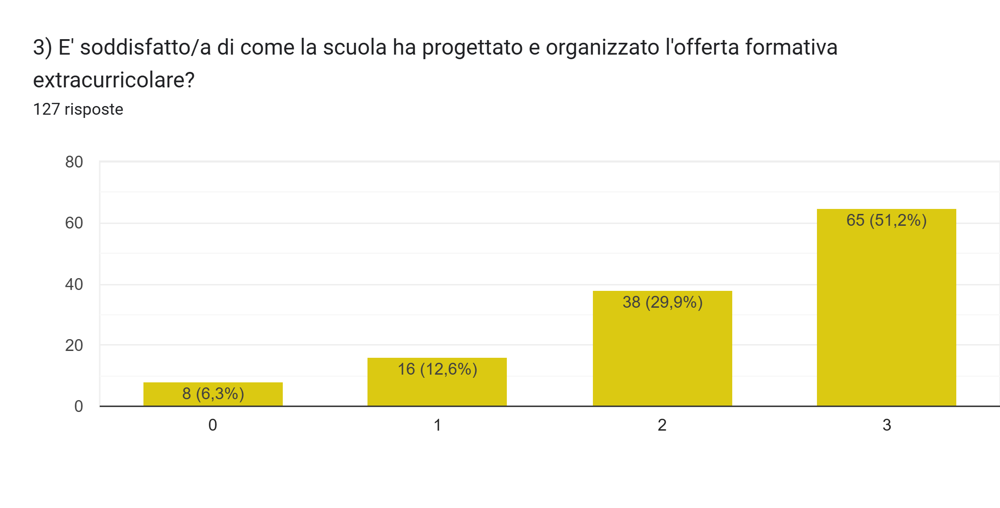 3) E' soddisfatto/a di come la scuola ha progettato e organizzato l'offerta formativa
extracurricolare?
127 risposte
80
60
40
20
0
65 (51,2%)
38 (29,9%)
16 (12,6%)
8 (6,3%)
0 1 2 3